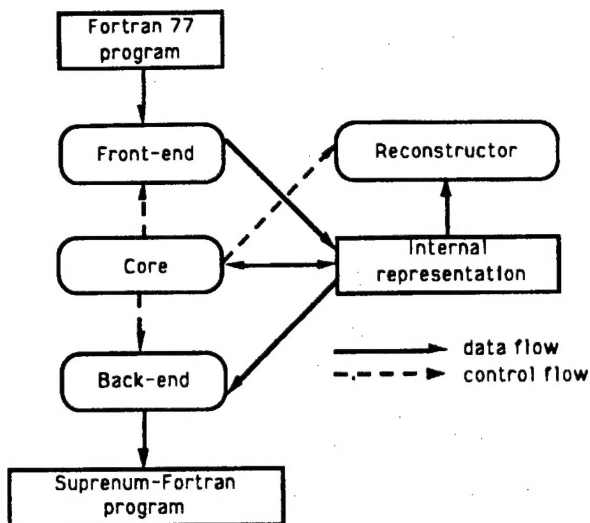 Fortran 77
program
Front-end
Reconstructor
Core
Internal
representation
data flow
control flow
Back-end
Suprenum-Fortran
program